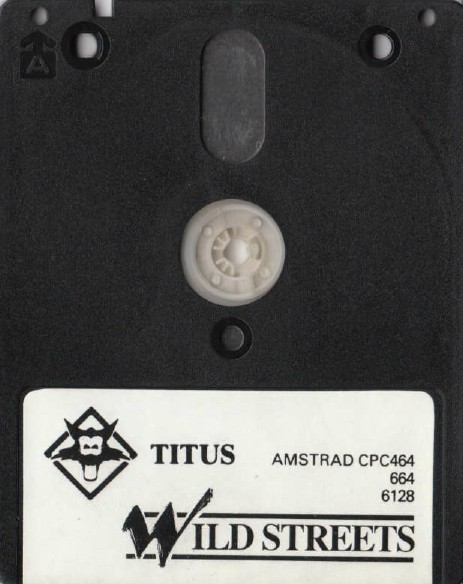 A
TITUS
AMSTRAD CPC464
664
6128
WILD STREETS